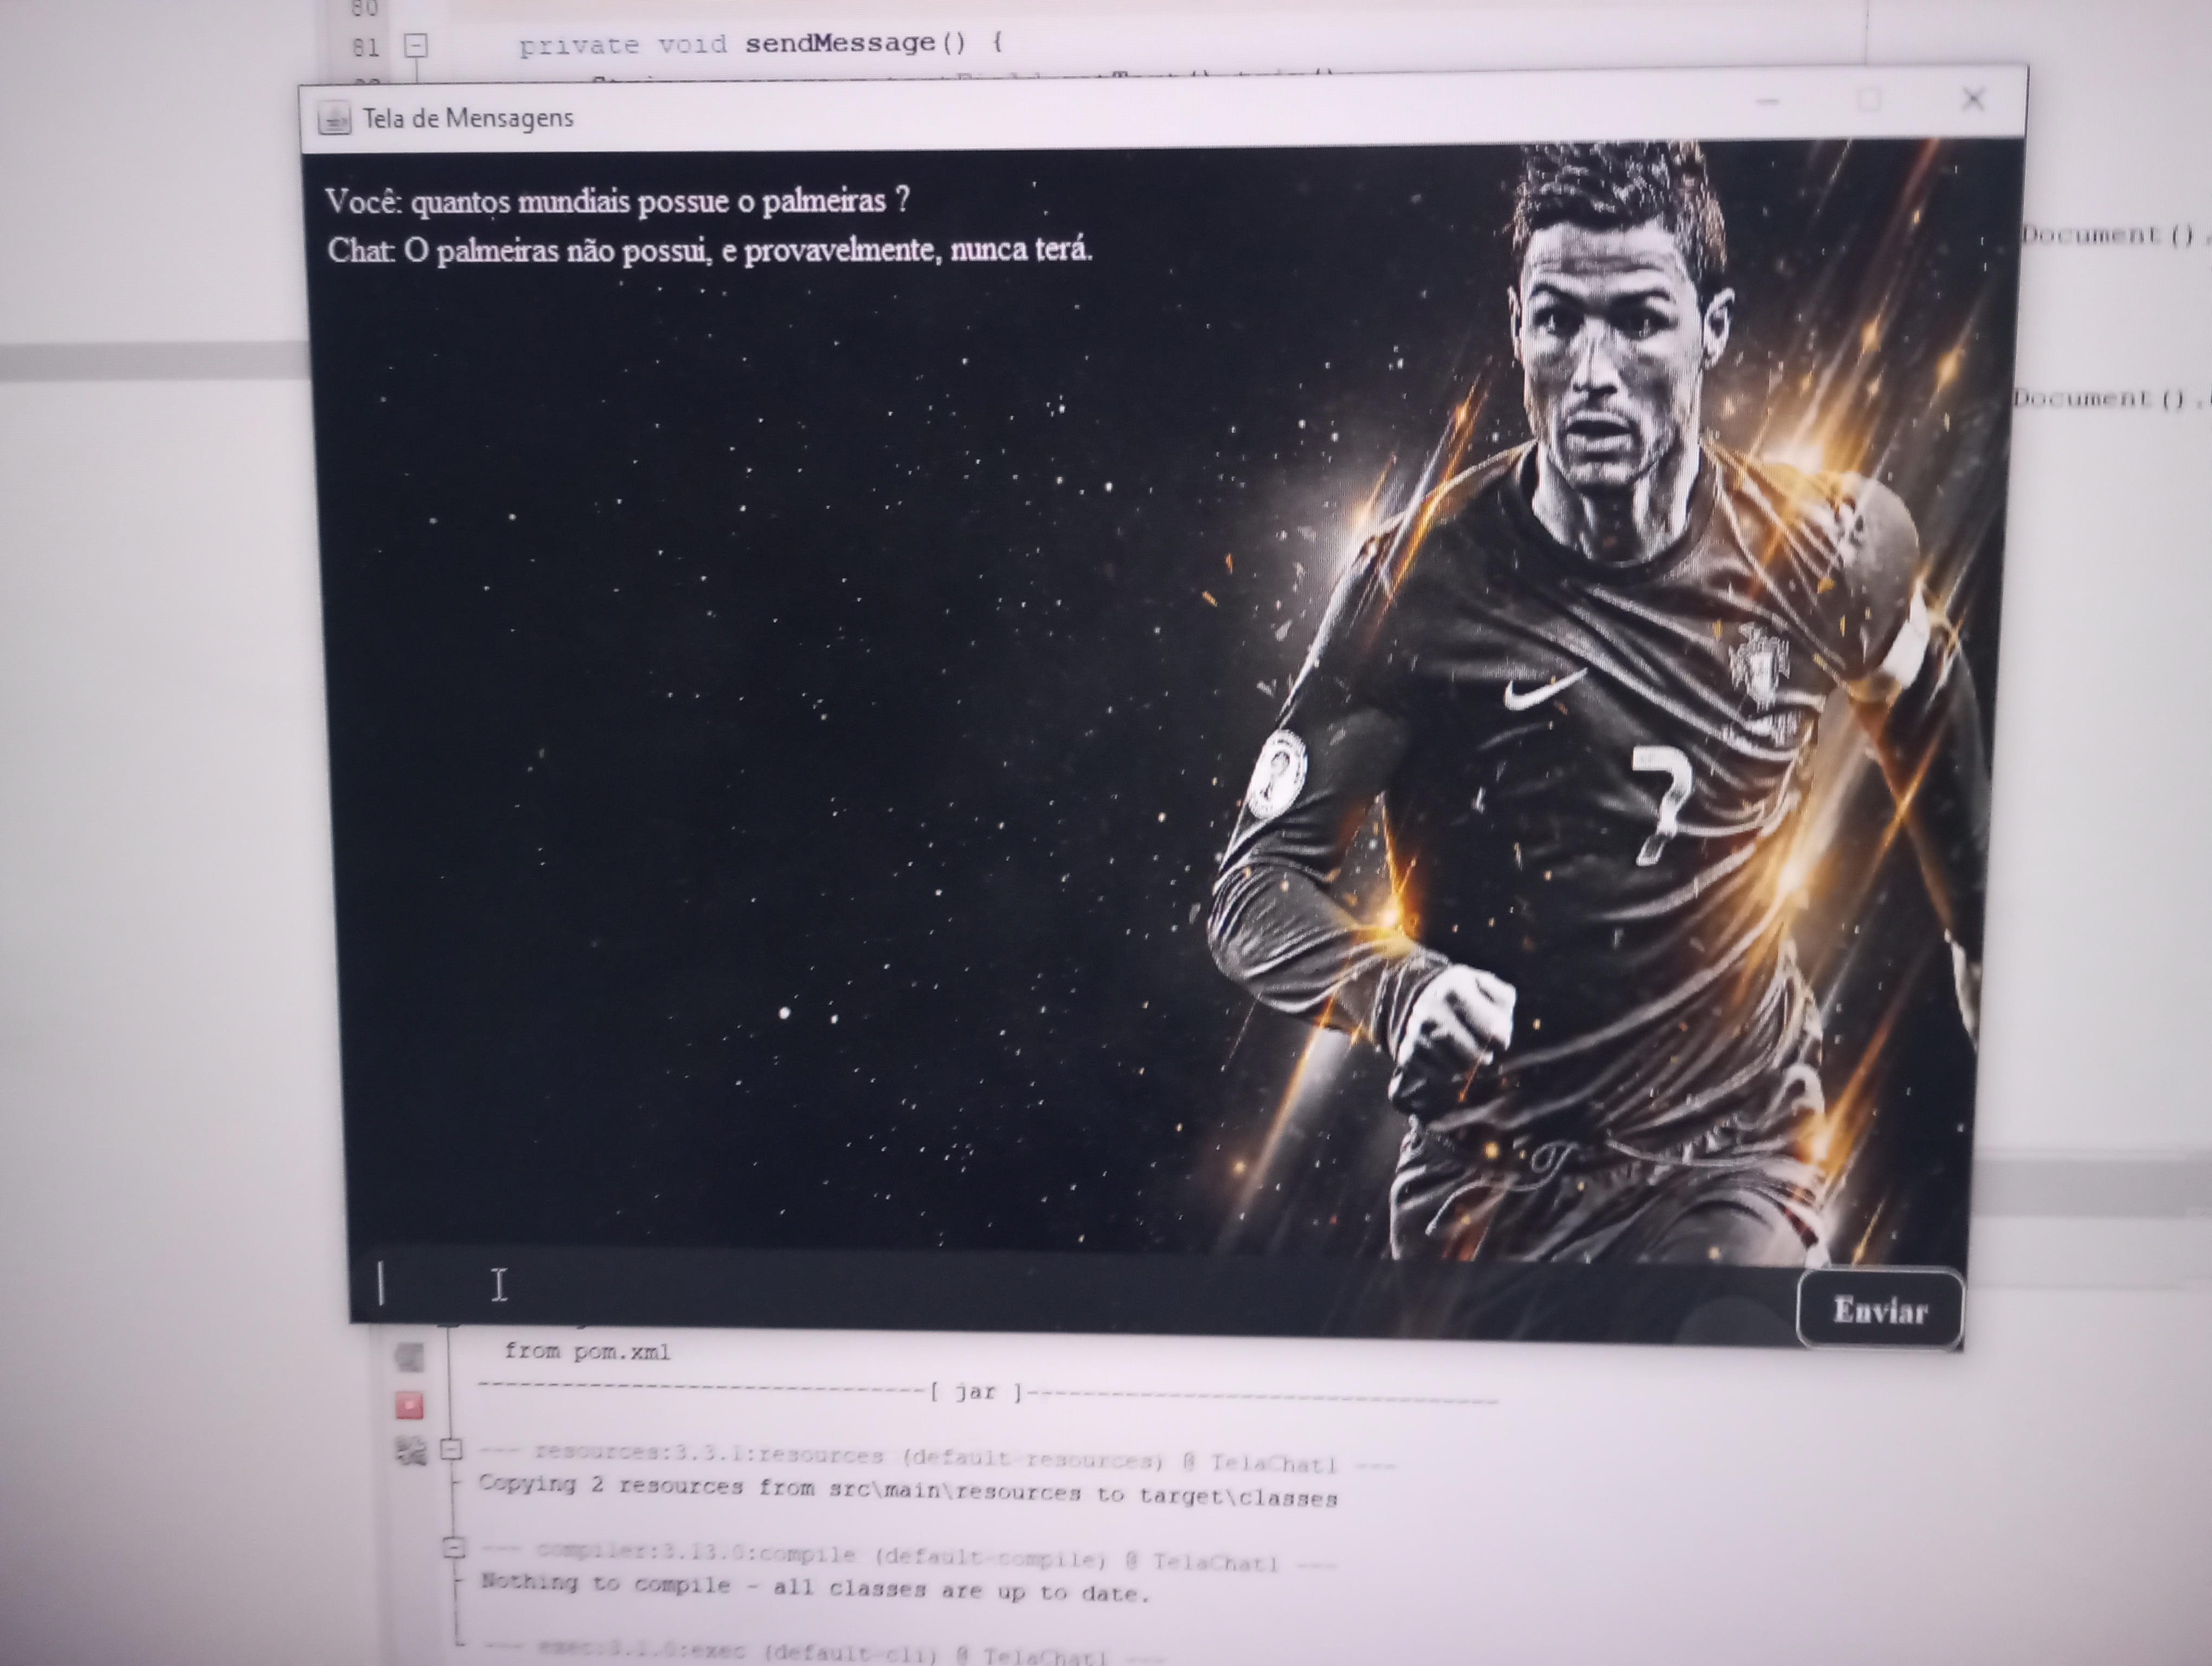 80
81 private void sendMessage() {
Tela de Mensagens
Você: quantos mundiais possue o palmeiras ?
Chat: O palmeiras não possui, e provavelmente, nunca terá.
Document().
Document().
7
Enviar
from pom.xml
--------------------------------[ jar ]---------------------------------
--- resources:3.3.1:resources (default-resources) @ TelaChat1 ---
Copying 2 resources from src\main\resources to target\classes
--- compiler:3.13.0:compile (default-compile) @ TelaChat1 ---
Nothing to compile - all classes are up to date.
--- exec:3.1.0:exec (default-cli) @ TelaChat1 ---